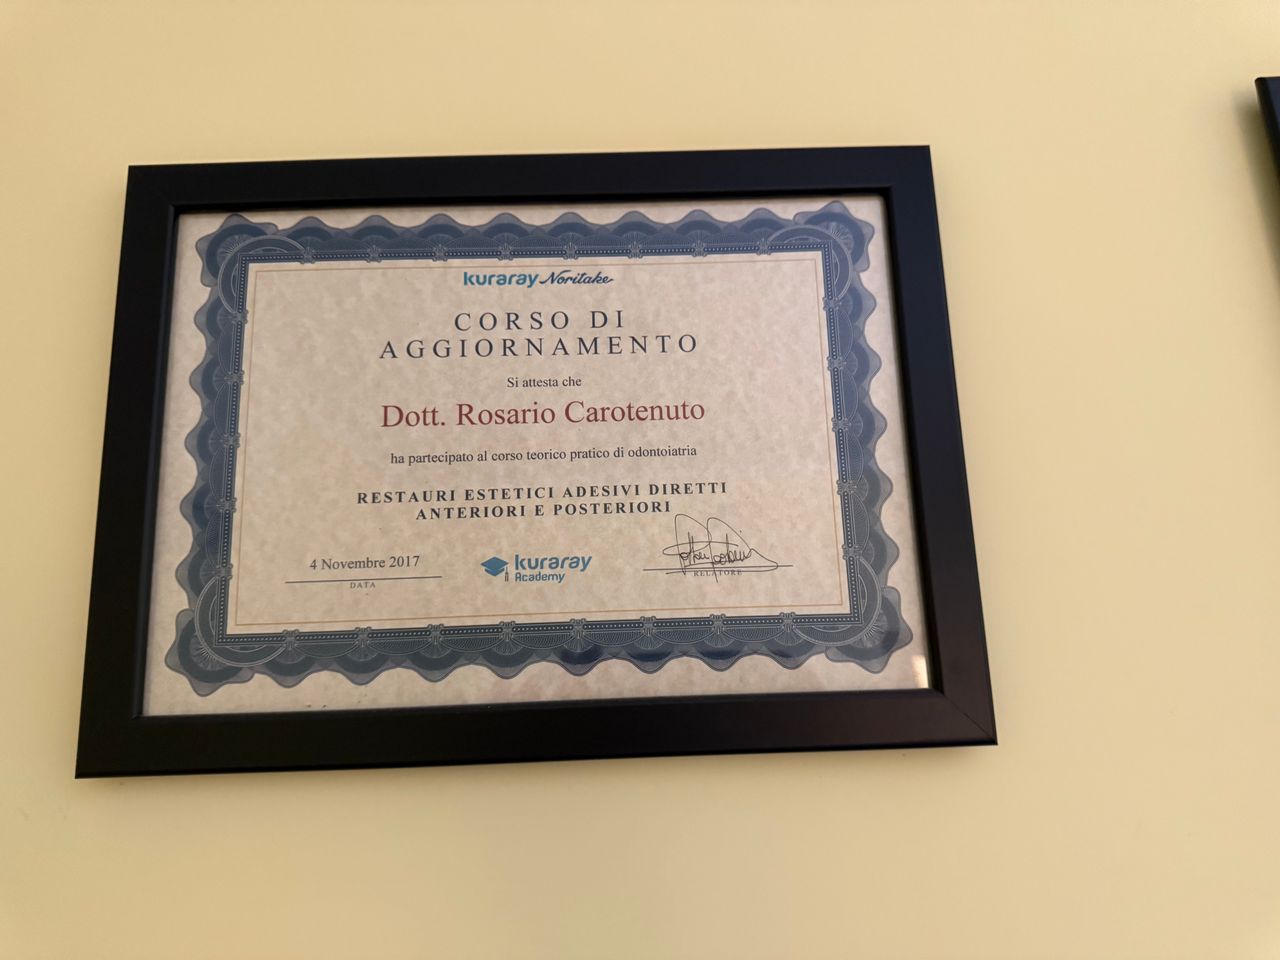 kuraray Noritake
CORSO DI
AGGIORNAMENTO
Si attesta che
Dott. Rosario Carotenuto
ha partecipato al corso teorico pratico di odontoiatria
RESTAURI ESTETICI ADESIVI DIRETTI
ANTERIORI E POSTERIORI
4 Novembre 2017
DATA
kuraray
Academy
RELATORE